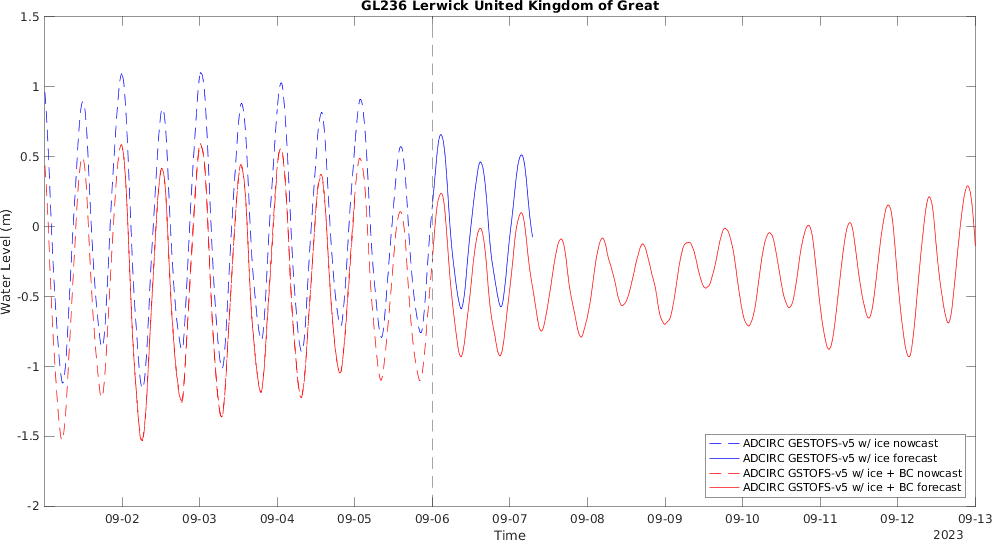 GL236 Lerwick United Kingdom of Great
1.5
1
0.5
0
-0.5
-1
-1.5
-2
Water Level (m)
ADCIRC GESTOFS-v5 w/ ice nowcast
ADCIRC GESTOFS-v5 w/ ice forecast
ADCIRC GSTOFS-v5 w/ ice + BC nowcast
ADCIRC GSTOFS-v5 w/ ice + BC forecast
09-02 09-03 09-04 09-05 09-06 09-07 09-08 09-09 09-10 09-11 09-12 09-13
Time
2023